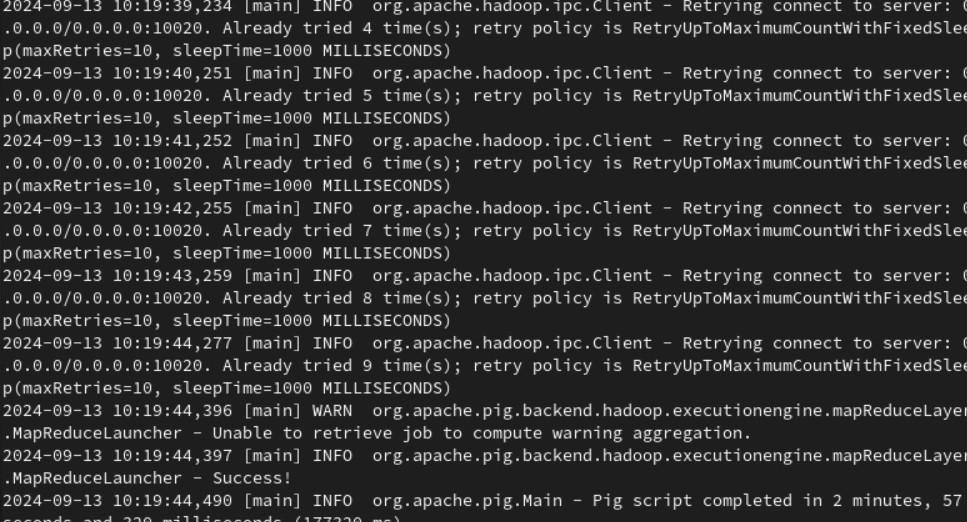 2024-09-13 10:19:39,234 [main] INFO  org.apache.hadoop.ipc.Client - Retrying connect to server: 0
.0.0.0/0.0.0.0:10020. Already tried 4 time(s); retry policy is RetryUpToMaximumCountWithFixedSlee
p(maxRetries=10, sleepTime=1000 MILLISECONDS)
2024-09-13 10:19:40,251 [main] INFO  org.apache.hadoop.ipc.Client - Retrying connect to server: 0
.0.0.0/0.0.0.0:10020. Already tried 5 time(s); retry policy is RetryUpToMaximumCountWithFixedSlee
p(maxRetries=10, sleepTime=1000 MILLISECONDS)
2024-09-13 10:19:41,252 [main] INFO  org.apache.hadoop.ipc.Client - Retrying connect to server: 0
.0.0.0/0.0.0.0:10020. Already tried 6 time(s); retry policy is RetryUpToMaximumCountWithFixedSlee
p(maxRetries=10, sleepTime=1000 MILLISECONDS)
2024-09-13 10:19:42,255 [main] INFO  org.apache.hadoop.ipc.Client - Retrying connect to server: 0
.0.0.0/0.0.0.0:10020. Already tried 7 time(s); retry policy is RetryUpToMaximumCountWithFixedSlee
p(maxRetries=10, sleepTime=1000 MILLISECONDS)
2024-09-13 10:19:43,259 [main] INFO  org.apache.hadoop.ipc.Client - Retrying connect to server: 0
.0.0.0/0.0.0.0:10020. Already tried 8 time(s); retry policy is RetryUpToMaximumCountWithFixedSlee
p(maxRetries=10, sleepTime=1000 MILLISECONDS)
2024-09-13 10:19:44,277 [main] INFO  org.apache.hadoop.ipc.Client - Retrying connect to server: 0
.0.0.0/0.0.0.0:10020. Already tried 9 time(s); retry policy is RetryUpToMaximumCountWithFixedSlee
p(maxRetries=10, sleepTime=1000 MILLISECONDS)
2024-09-13 10:19:44,396 [main] WARN  org.apache.pig.backend.hadoop.executionengine.mapReduceLayer
.MapReduceLauncher - Unable to retrieve job to compute warning aggregation.
2024-09-13 10:19:44,397 [main] INFO  org.apache.pig.backend.hadoop.executionengine.mapReduceLayer
.MapReduceLauncher - Success!
2024-09-13 10:19:44,490 [main] INFO  org.apache.pig.Main - Pig script completed in 2 minutes, 57
seconds and 320 milliseconds (177320 ms)